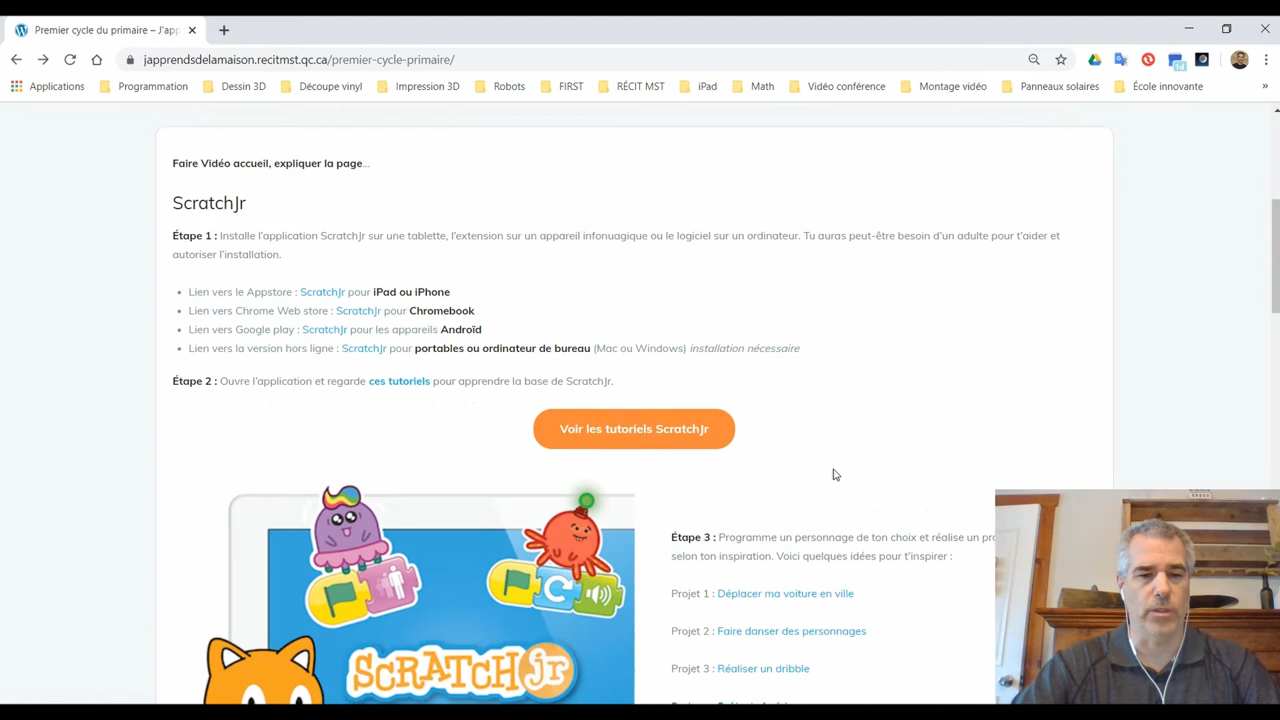 Premier cycle du primaire – J'app
japprendsdelamaison.recitmst.qc.ca/premier-cycle-primaire/
Applications Programmation Dessin 3D Découpe vinyl Impression 3D Robots FIRST RÉCIT MST iPad Math Vidéo conférence Montage vidéo Panneaux solaires École innovante »
Faire Vidéo accueil, expliquer la page...
ScratchJr
Étape 1 : Installe l'application ScratchJr sur une tablette, l'extension sur un appareil infonuagique ou le logiciel sur un ordinateur. Tu auras peut-être besoin d'un adulte pour t'aider et
autoriser l'installation.
• Lien vers le Appstore : ScratchJr pour iPad ou iPhone
• Lien vers Chrome Web store : ScratchJr pour Chromebook
• Lien vers Google play : ScratchJr pour les appareils Androïd
• Lien vers la version hors ligne : ScratchJr pour portables ou ordinateur de bureau (Mac ou Windows) installation nécessaire
Étape 2 : Ouvre l'application et regarde ces tutoriels pour apprendre la base de ScratchJr.
Voir les tutoriels ScratchJr
SCRATCH jr
Étape 3 : Programme un personnage de ton choix et réalise un
selon ton inspiration. Voici quelques idées pour t'inspirer :
Projet 1 : Déplacer ma voiture en ville
Projet 2 : Faire danser des personnages
Projet 3 : Réaliser un dribble